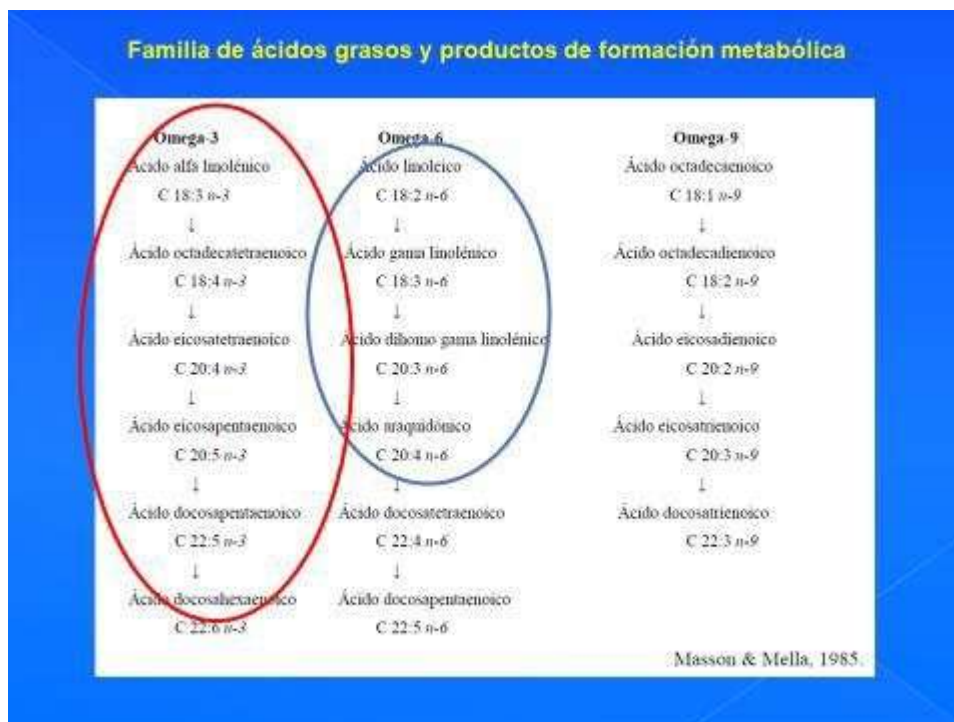 Familia de ácidos grasos y productos de formación metabólica
Omega-3 Omega-6 Omega-9
Ácido alfa linolénico Ácido linoleico Ácido octadecaenoico
C 18:3 n-3 C 18:2 n-6 C 18:1 n-9
↓ ↓ ↓
Ácido octadecatetraenoico Ácido gama linolénico Ácido octadecadienoico
C 18:4 n-3 C 18:3 n-6 C 18:2 n-9
↓ ↓ ↓
Ácido eicosatetraenoico Ácido dihomo gama linolénico Ácido eicosadienoico
C 20:4 n-3 C 20:3 n-6 C 20:2 n-9
↓ ↓ ↓
Ácido eicosapentaenoico Ácido araquidónico Ácido eicosatrienoico
C 20:5 n-3 C 20:4 n-6 C 20:3 n-9
↓ ↓ ↓
Ácido docosapentaenoico Ácido docosatetraenoico Ácido docosatrienoico
C 22:5 n-3 C 22:4 n-6 C 22:3 n-9
↓ ↓
Ácido docosahexaenoico Ácido docosapentaenoico
C 22:6 n-3 C 22:5 n-6
Masson & Mella, 1985.